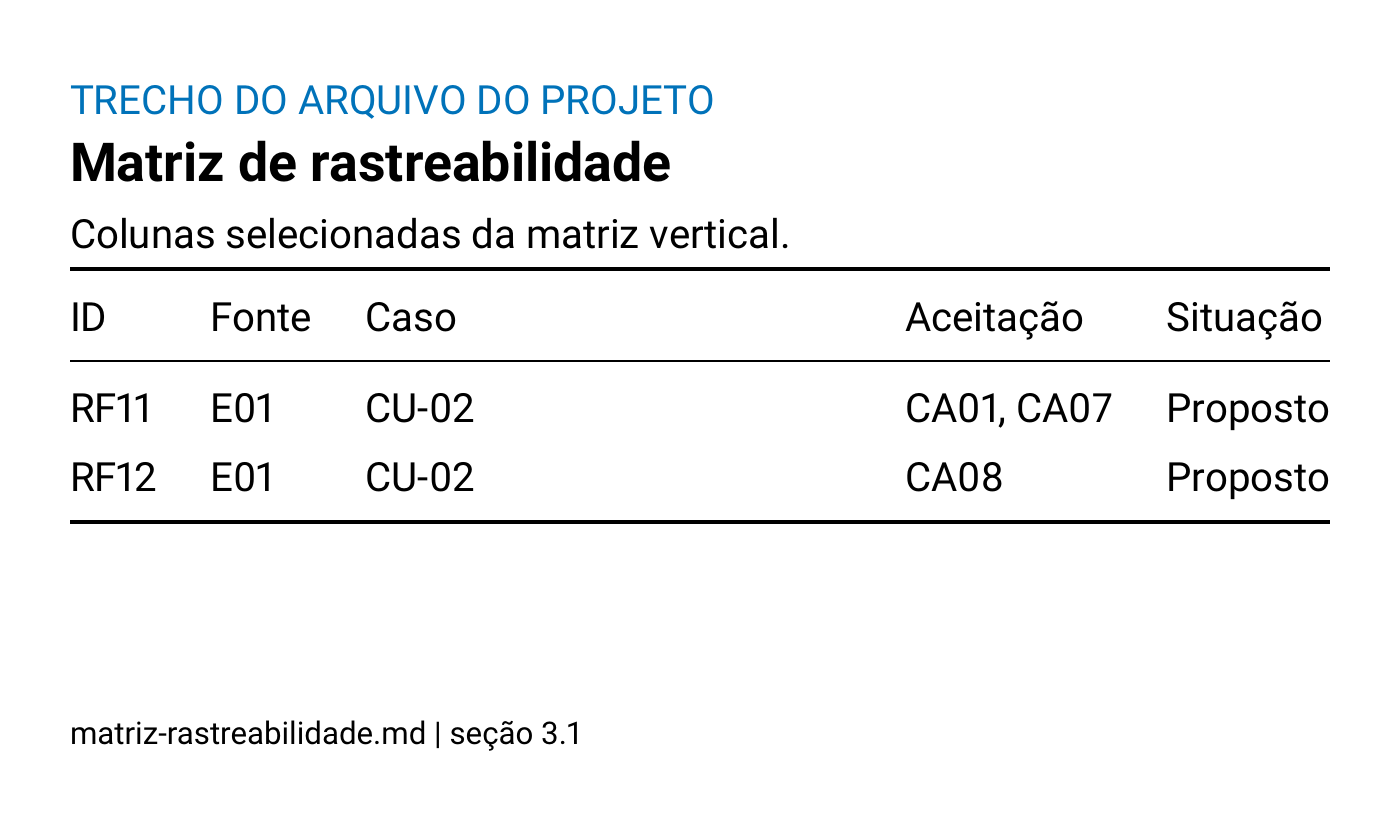 TRECHO DO ARQUIVO DO PROJETO
Matriz de rastreabilidade
Colunas selecionadas da matriz vertical.
ID Fonte Caso Aceitação Situação
RF11 E01 CU-02 CA01, CA07 Proposto
RF12 E01 CU-02 CA08 Proposto
matriz-rastreabilidade.md | seção 3.1